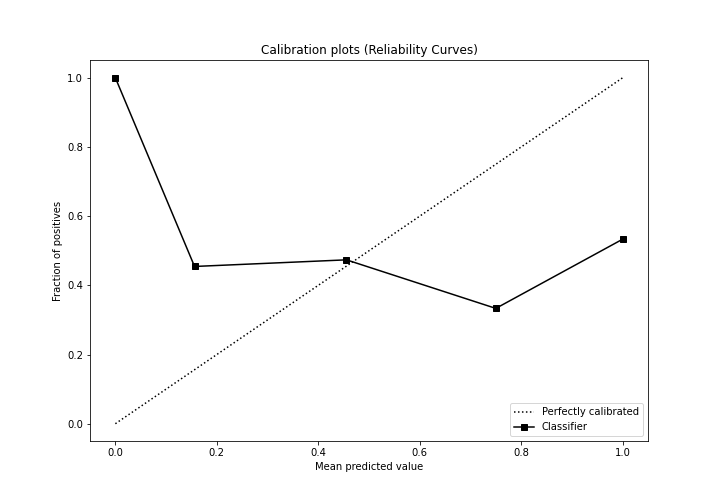 Calibration plots (Reliability Curves)
1.0
0.8
0.6
0.4
0.2
0.0
Fraction of positives
0.0 0.2 0.4 0.6 0.8 1.0
Mean predicted value
Perfectly calibrated
Classifier